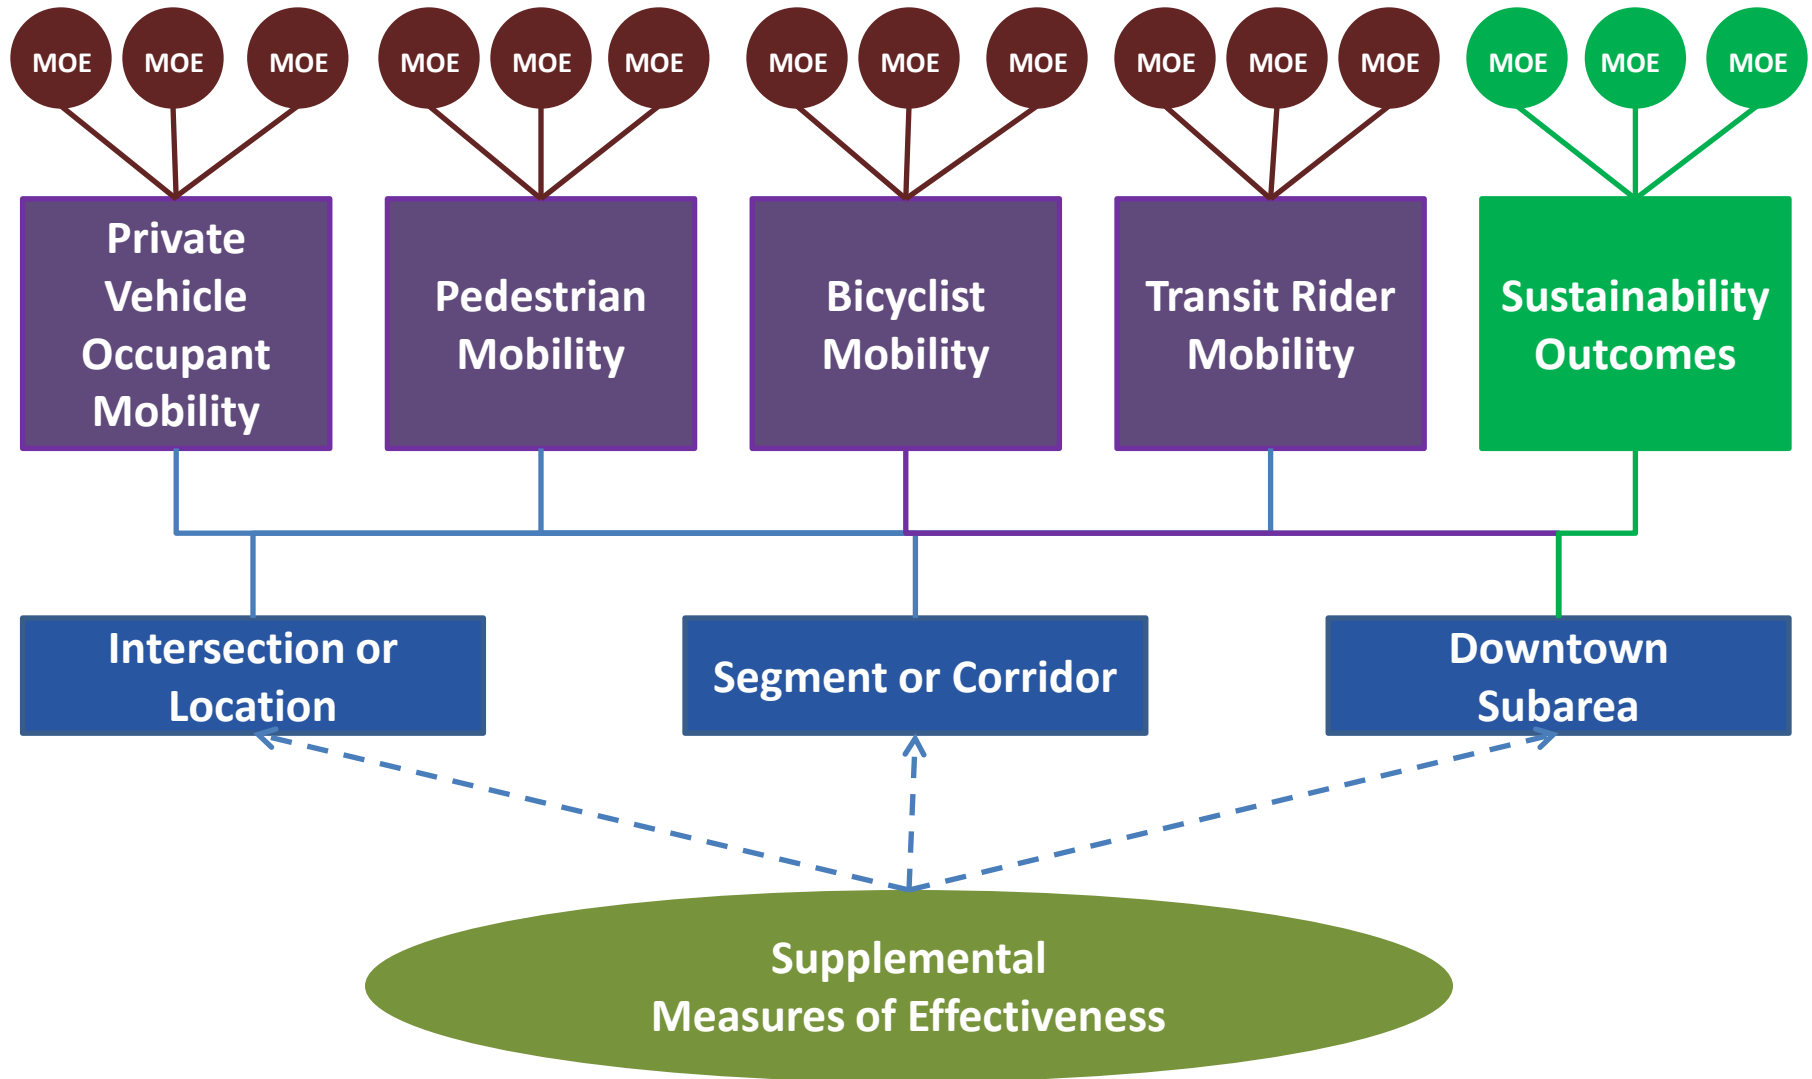 MOE MOE MOE MOE MOE MOE MOE MOE MOE MOE MOE MOE MOE MOE MOE
Private
Vehicle
Occupant
Mobility
Pedestrian
Mobility
Bicyclist
Mobility
Transit Rider
Mobility
Sustainability
Outcomes
Intersection or
Location
Segment or Corridor
Downtown
Subarea
Supplemental
Measures of Effectiveness